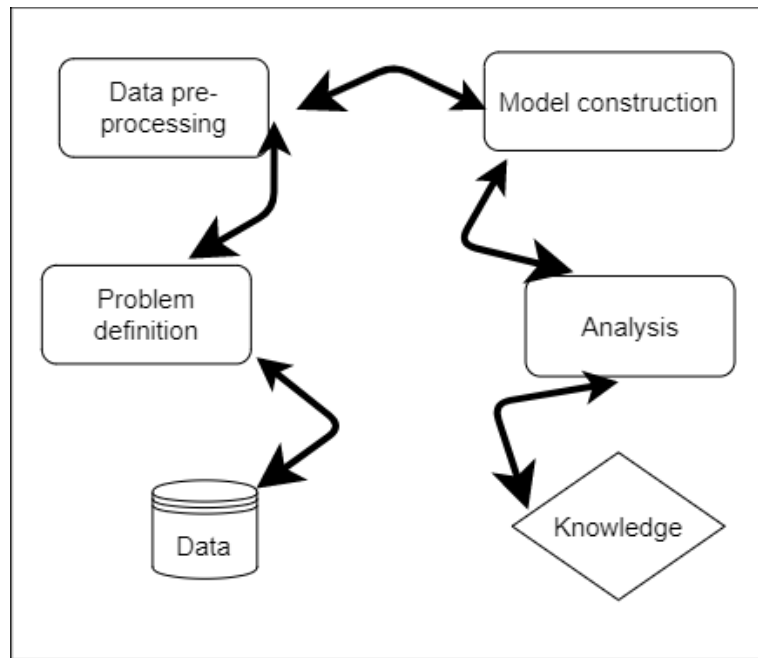 Data pre-
processing
Model construction
Problem
definition
Analysis
Data
Knowledge